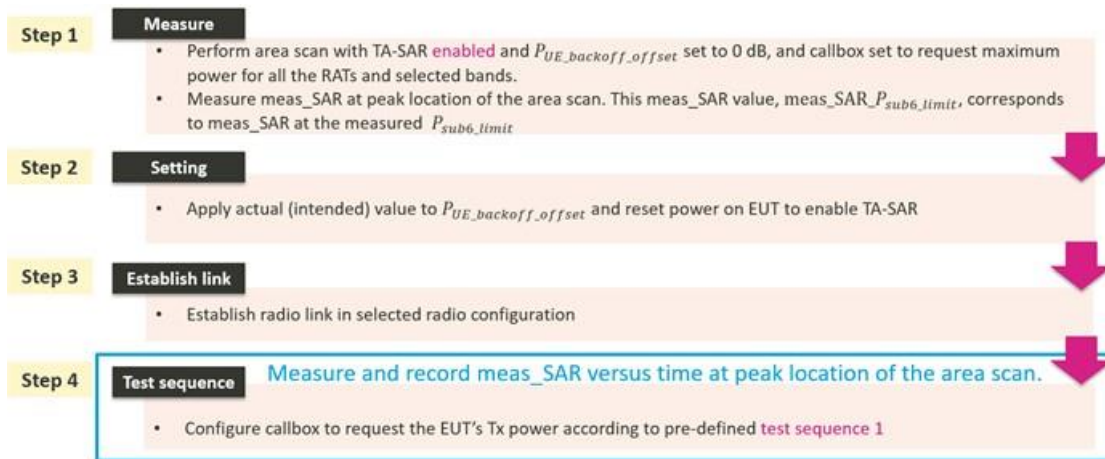 Step 1
Measure
• Perform area scan with TA-SAR enabled and P_UE_backoff_offset set to 0 dB, and callbox set to request maximum
power for all the RATs and selected bands.
• Measure meas_SAR at peak location of the area scan. This meas_SAR value, meas_SAR_P_sub6_limit, corresponds
to meas_SAR at the measured P_sub6_limit
Step 2
Setting
• Apply actual (intended) value to P_UE_backoff_offset and reset power on EUT to enable TA-SAR
Step 3
Establish link
• Establish radio link in selected radio configuration
Step 4
Test sequence
Measure and record meas_SAR versus time at peak location of the area scan.
• Configure callbox to request the EUT's Tx power according to pre-defined test sequence 1